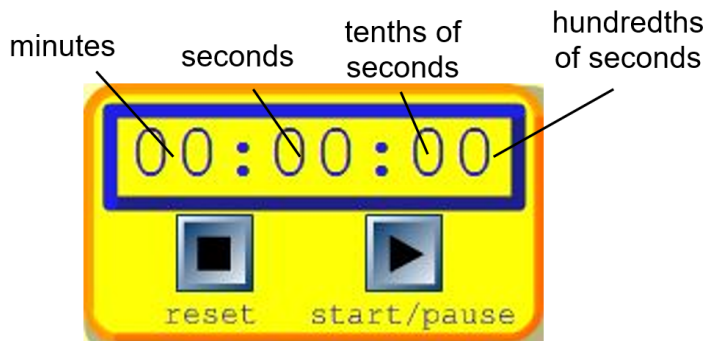 minutes
seconds
tenths of
seconds
hundredths
of seconds
00:00:00
reset
start/pause